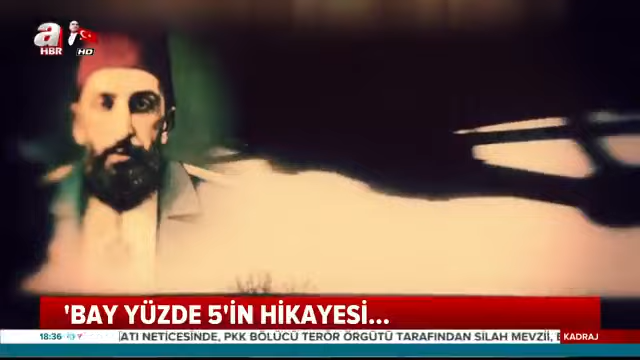 a
HBR
HD
'BAY YÜZDE 5'İN HİKAYESİ...
18:36
ATI NETİCESİNDE, PKK BÖLÜCÜ TERÖR ÖRGÜTÜ TARAFINDAN SİLAH MEVZİİ, E
KADRAJ